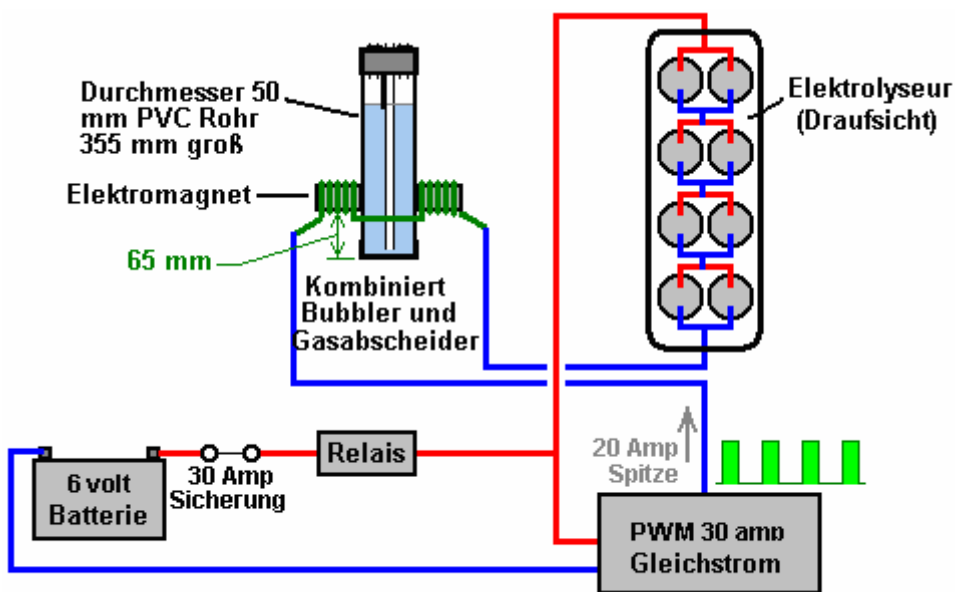 Durchmesser 50
mm PVC Rohr
355 mm groß
Elektromagnet
65 mm
Kombiniert
Bubbler und
Gasabscheider
Elektrolyseur
(Draufsicht)
6 volt
Batterie
30 Amp
Sicherung
Relais
20 Amp
Spitze
PWM 30 amp
Gleichstrom